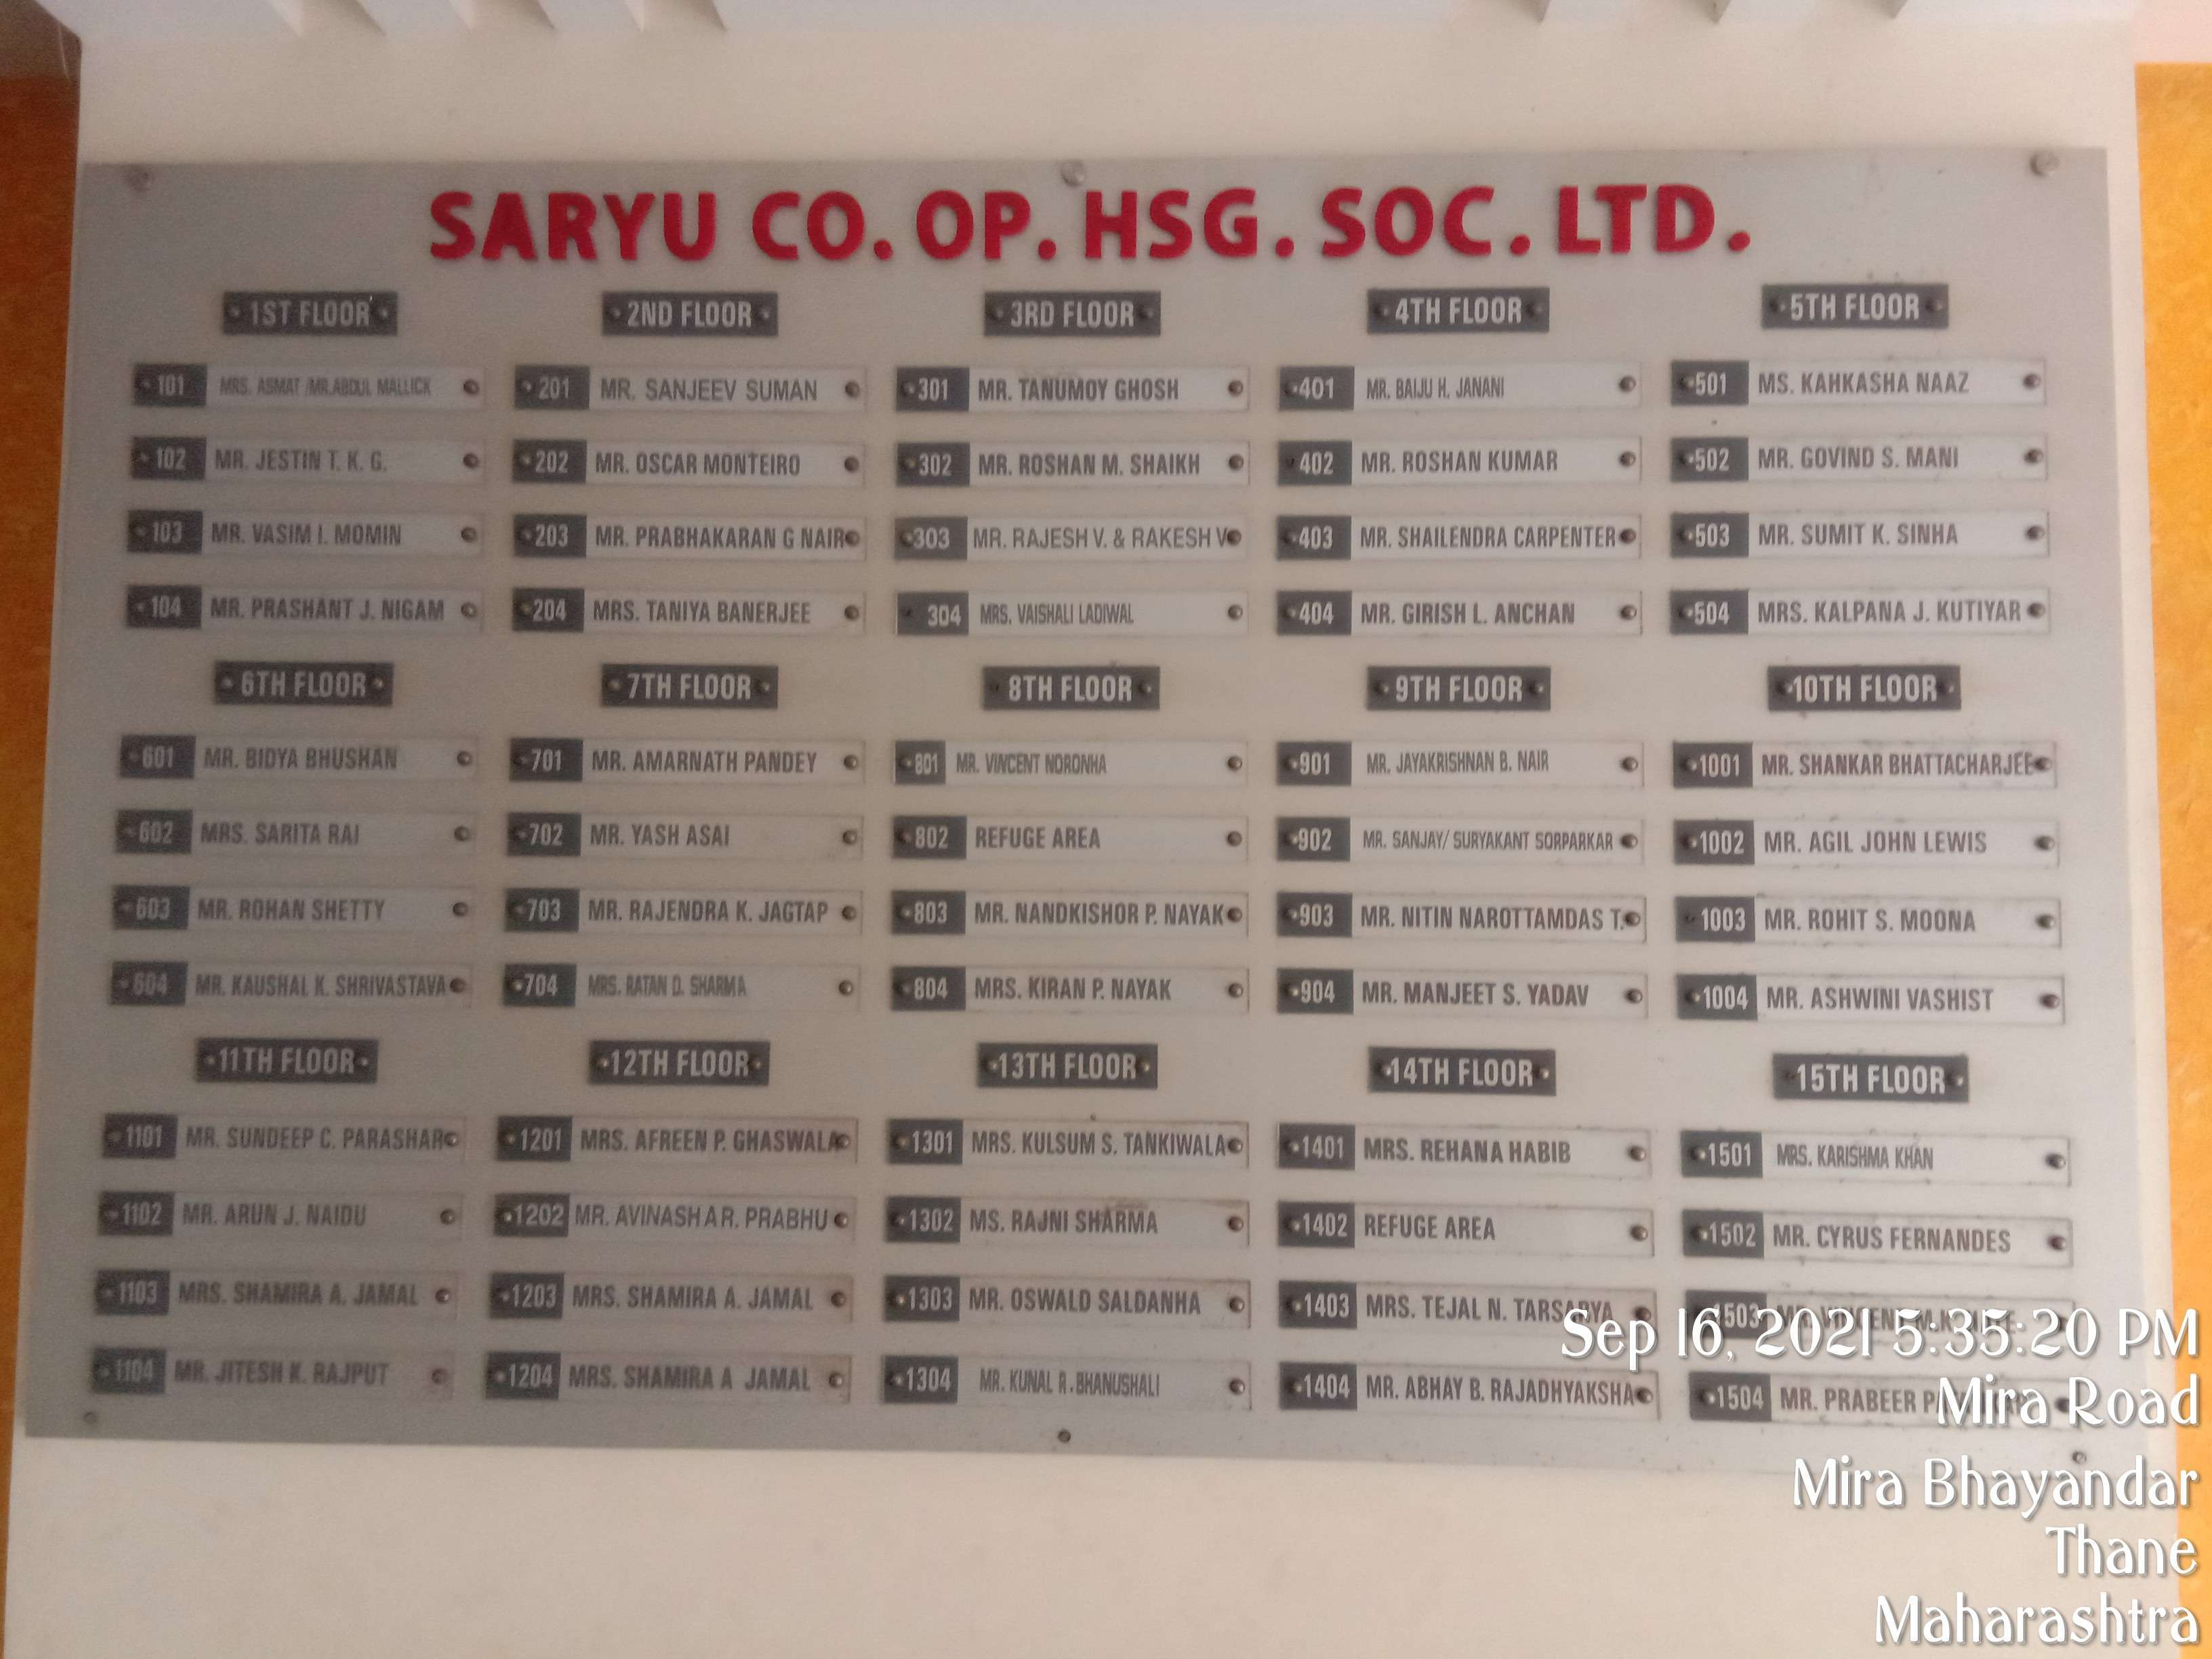 SARYU CO. OP. HSG. SOC. LTD.
1ST FLOOR
101 MRS. ASMAT /MR.ABDUL MALLICK
102 MR. JESTIN T. K. G.
103 MR. VASIM I. MOMIN
104 MR. PRASHANT J. NIGAM
2ND FLOOR
201 MR. SANJEEV SUMAN
202 MR. OSCAR MONTEIRO
203 MR. PRABHAKARAN G NAIR
204 MRS. TANIYA BANERJEE
3RD FLOOR
301 MR. TANUMOY GHOSH
302 MR. ROSHAN M. SHAIKH
303 MR. RAJESH V. & RAKESH V
304 MRS. VAISHALI LADIWAL
4TH FLOOR
401 MR. BAIJU H. JANANI
402 MR. ROSHAN KUMAR
403 MR. SHAILENDRA CARPENTER
404 MR. GIRISH L. ANCHAN
5TH FLOOR
501 MS. KAHKASHA NAAZ
502 MR. GOVIND S. MANI
503 MR. SUMIT K. SINHA
504 MRS. KALPANA J. KUTIYAR
6TH FLOOR
601 MR. BIDYA BHUSHAN
602 MRS. SARITA RAI
603 MR. ROHAN SHETTY
604 MR. KAUSHAL K. SHRIVASTAVA
7TH FLOOR
701 MR. AMARNATH PANDEY
702 MR. YASH ASAI
703 MR. RAJENDRA K. JAGTAP
704 MRS. RATAN D. SHARMA
8TH FLOOR
801 MR. VINCENT NORONHA
802 REFUGE AREA
803 MR. NANDKISHOR P. NAYAK
804 MRS. KIRAN P. NAYAK
9TH FLOOR
901 MR. JAYAKRISHNAN B. NAIR
902 MR. SANJAY/ SURYAKANT SORPARKAR
903 MR. NITIN NAROTTAMDAS T.
904 MR. MANJEET S. YADAV
10TH FLOOR
1001 MR. SHANKAR BHATTACHARJEE
1002 MR. AGIL JOHN LEWIS
1003 MR. ROHIT S. MOONA
1004 MR. ASHWINI VASHIST
11TH FLOOR
1101 MR. SUNDEEP C. PARASHAR
1102 MR. ARUN J. NAIDU
1103 MRS. SHAMIRA A. JAMAL
1104 MR. JITESH K. RAJPUT
12TH FLOOR
1201 MRS. AFREEN P. GHASWALA
1202 MR. AVINASH A R. PRABHU
1203 MRS. SHAMIRA A. JAMAL
1204 MRS. SHAMIRA A JAMAL
13TH FLOOR
1301 MRS. KULSUM S. TANKIWALA
1302 MS. RAJNI SHARMA
1303 MR. OSWALD SALDANHA
1304 MR. KUNAL R.BHANUSHALI
14TH FLOOR
1401 MRS. REHANA HABIB
1402 REFUGE AREA
1403 MRS. TEJAL N.
1404 MR. ABHAY B. RAJADHYAKSHA
15TH FLOOR
1501 MRS. KARISHMA KHAN
1502 MR. CYRUS FERNANDES
1503
1504 MR. PRABEER
Sep 16, 2021 5:35:20 PM
Mira Road
Mira Bhayandar
Thane
Maharashtra